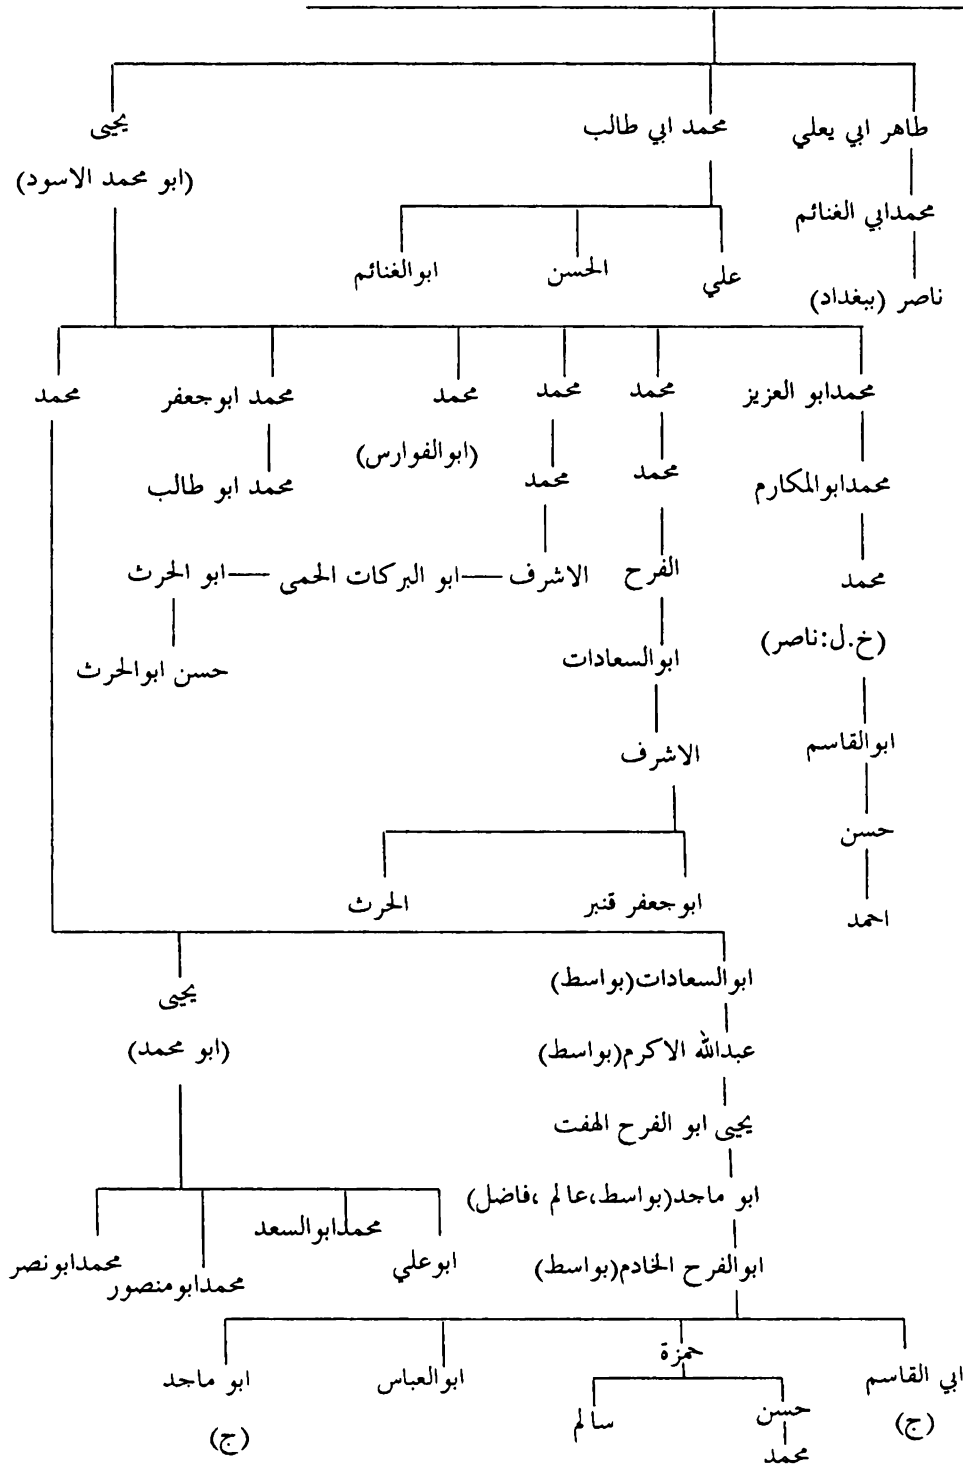 طاهر ابي يعلي محمد ابي طالب يحيى
(ابو محمد الاسود)
محمدابي الغنائم
علي الحسن ابوالغنائم
ناصر (ببغداد)
محمدابو العزيز محمد محمد محمد محمد ابوجعفر محمد
(ابوالفوارس)
محمدابوالمكارم محمد محمد محمد ابو طالب
محمد الفرح الاشرف ابو البركات الحمى ابو الحرث
(خ.ل:ناصر)
ابوالسعادات حسن ابوالحرث
ابوالقاسم الاشرف
حسن
احمد ابوجعفر قنبر الحرث
ابوالسعادات(بواسط) يحيى
عبدالله الاكرم(بواسط) (ابو محمد)
يحيى ابو الفرح الهفت
ابو ماجد(بواسط،عالم ،فاضل)
محمدابوالسعد
ابوالفرح الخادم(بواسط) ابوعلي محمدابومنصور محمدابونصر
حمزة
ابي القاسم ابوالعباس ابو ماجد
حسن سالم
(ج) (ج)
محمد